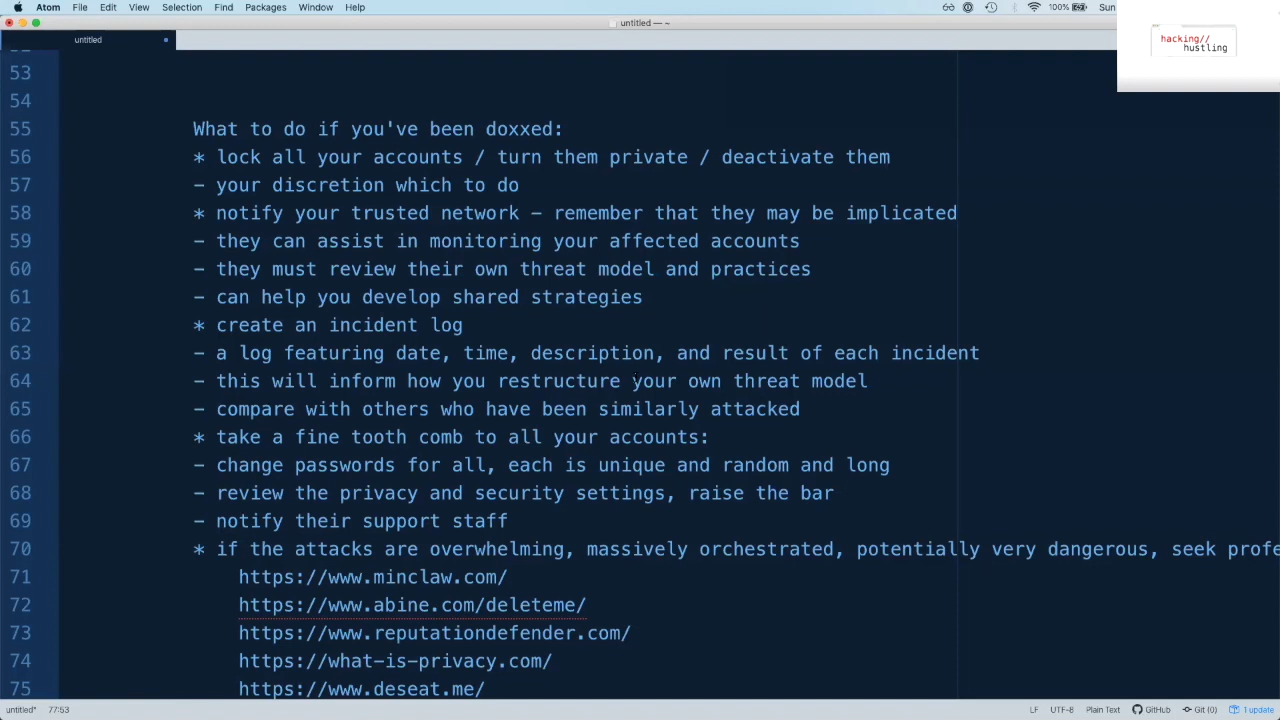 Atom File Edit View Selection Find Packages Window Help 100% Sun
untitled — ~
untitled
hacking//
hustling
53
54
55 What to do if you've been doxxed:
56 * lock all your accounts / turn them private / deactivate them
57 - your discretion which to do
58 * notify your trusted network - remember that they may be implicated
59 - they can assist in monitoring your affected accounts
60 - they must review their own threat model and practices
61 - can help you develop shared strategies
62 * create an incident log
63 - a log featuring date, time, description, and result of each incident
64 - this will inform how you restructure your own threat model
65 - compare with others who have been similarly attacked
66 * take a fine tooth comb to all your accounts:
67 - change passwords for all, each is unique and random and long
68 - review the privacy and security settings, raise the bar
69 - notify their support staff
70 * if the attacks are overwhelming, massively orchestrated, potentially very dangerous, seek profe
71 https://www.minclaw.com/
72 https://www.abine.com/deleteme/
73 https://www.reputationdefender.com/
74 https://what-is-privacy.com/
75 https://www.deseat.me/
untitled* 77:53 LF UTF-8 Plain Text GitHub Git (0) 1 update